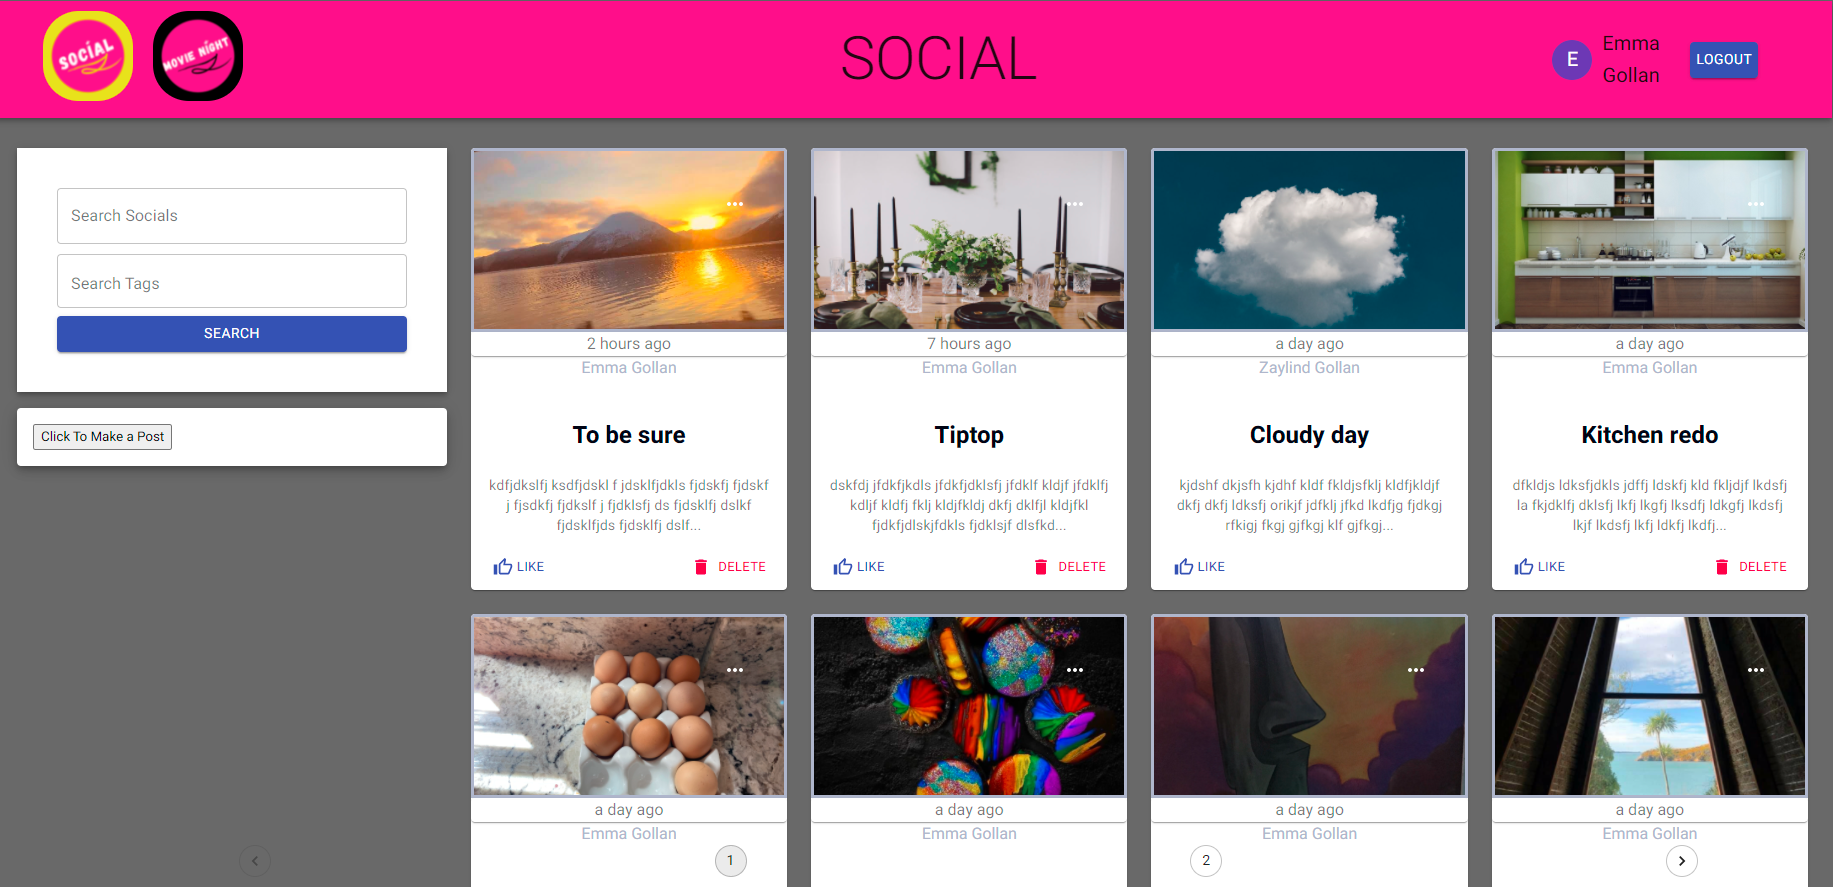 SOCIAL
MOVIE NIGHT
SOCIAL
E
Emma
Gollan
LOGOUT
Search Socials
Search Tags
SEARCH
Click To Make a Post
2 hours ago
Emma Gollan
To be sure
kdfjdkslfj ksdfjdskl f jdsklfjdkls fjdskfj fjdskf
j fjsdkfj fjdkslf j fjdklsfj ds fjdsklfj dslkf
fjdsklfjds fjdsklfj dslf...
LIKE
DELETE
7 hours ago
Emma Gollan
Tiptop
dskfdj jfdkfjkdls jfdkfjdklsfj jfdklf kldjf jfdklfj
kdljf kldfj fklj kldjfkldj dkfj dklfjl kldjfkl
fjdkfjdlskjfdkls fjdklsjf dlsfkd...
LIKE
DELETE
a day ago
Zaylind Gollan
Cloudy day
kjdshf dkjsfh kjdhf kldf fkldjsfklj kldfjkldjf
dkfj dkfj ldksfj orikjf jdfklj jfkd lkdfjg fjdkgj
rfkigj fkgj gjfkgj klf gjfkgj...
LIKE
a day ago
Emma Gollan
Kitchen redo
dfkldjs ldksfjdkls jdffj ldskfj kld fkljdjf lkdsfj
la fkjdklfj dklsfj lkfj lkgfj lksdfj ldkgfj lkdsfj
lkjf lkdsfj lkfj ldkfj lkdfj...
LIKE
DELETE
a day ago
Emma Gollan
a day ago
Emma Gollan
a day ago
Emma Gollan
a day ago
Emma Gollan
1
2